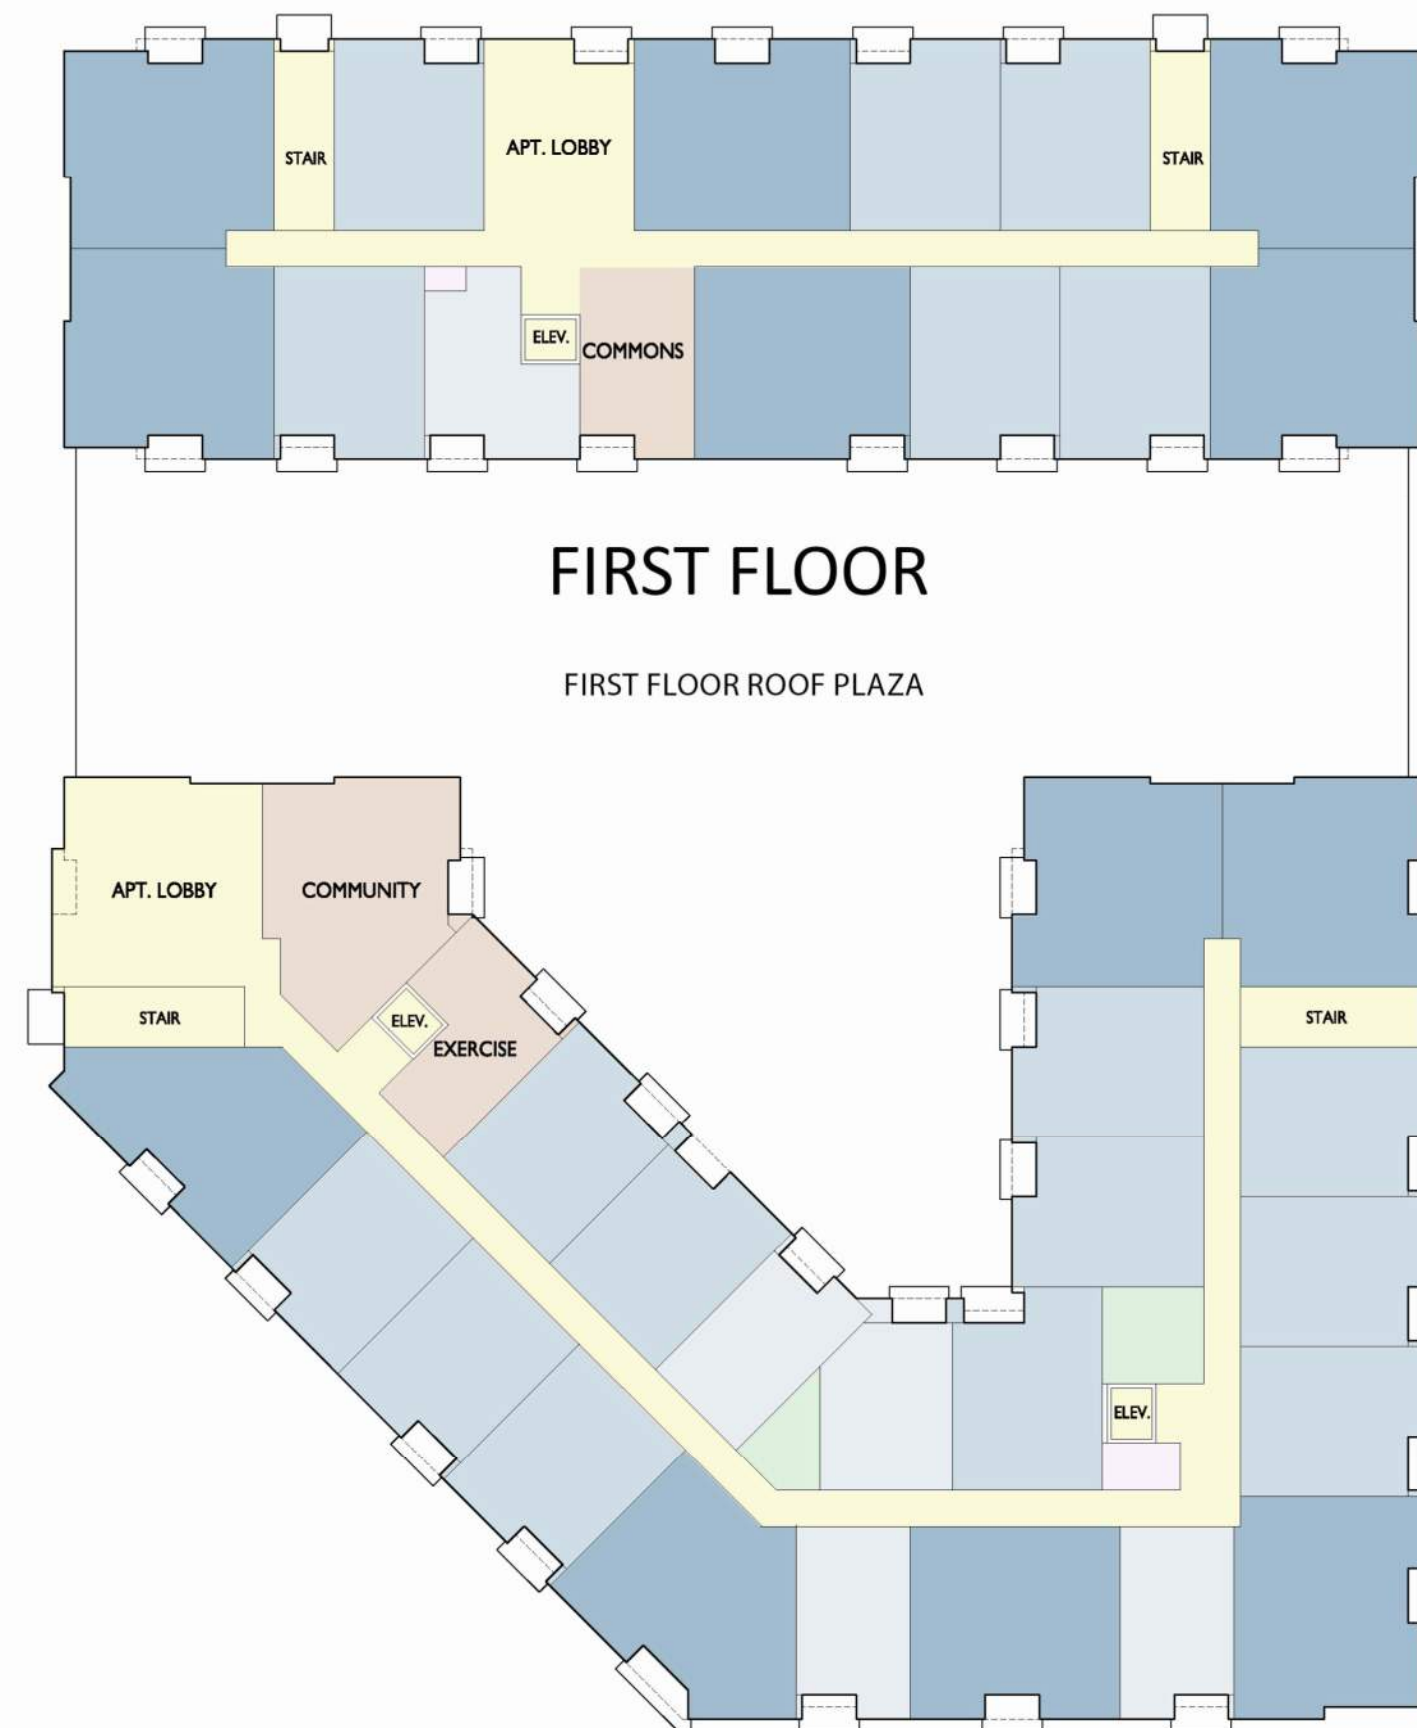 STAIR
APT. LOBBY
STAIR
ELEV.
COMMONS
FIRST FLOOR
FIRST FLOOR ROOF PLAZA
APT. LOBBY
COMMUNITY
STAIR
ELEV.
EXERCISE
STAIR
ELEV.